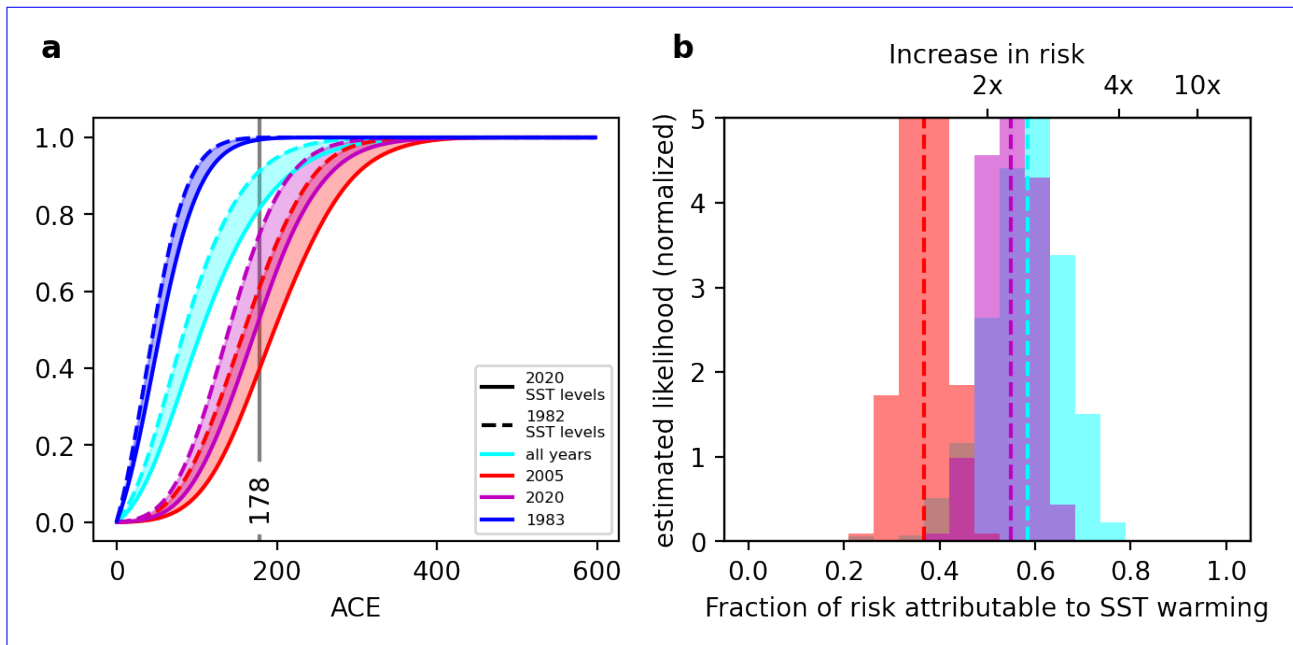 a
1.0
0.8
0.6
0.4
0.2
0.0
0
200
400
600
ACE
178
2020
SST levels
1982
SST levels
all years
2005
2020
1983
b
Increase in risk
2x
4x
10x
estimated likelihood (normalized)
5
4
3
2
1
0
0.0
0.2
0.4
0.6
0.8
1.0
Fraction of risk attributable to SST warming